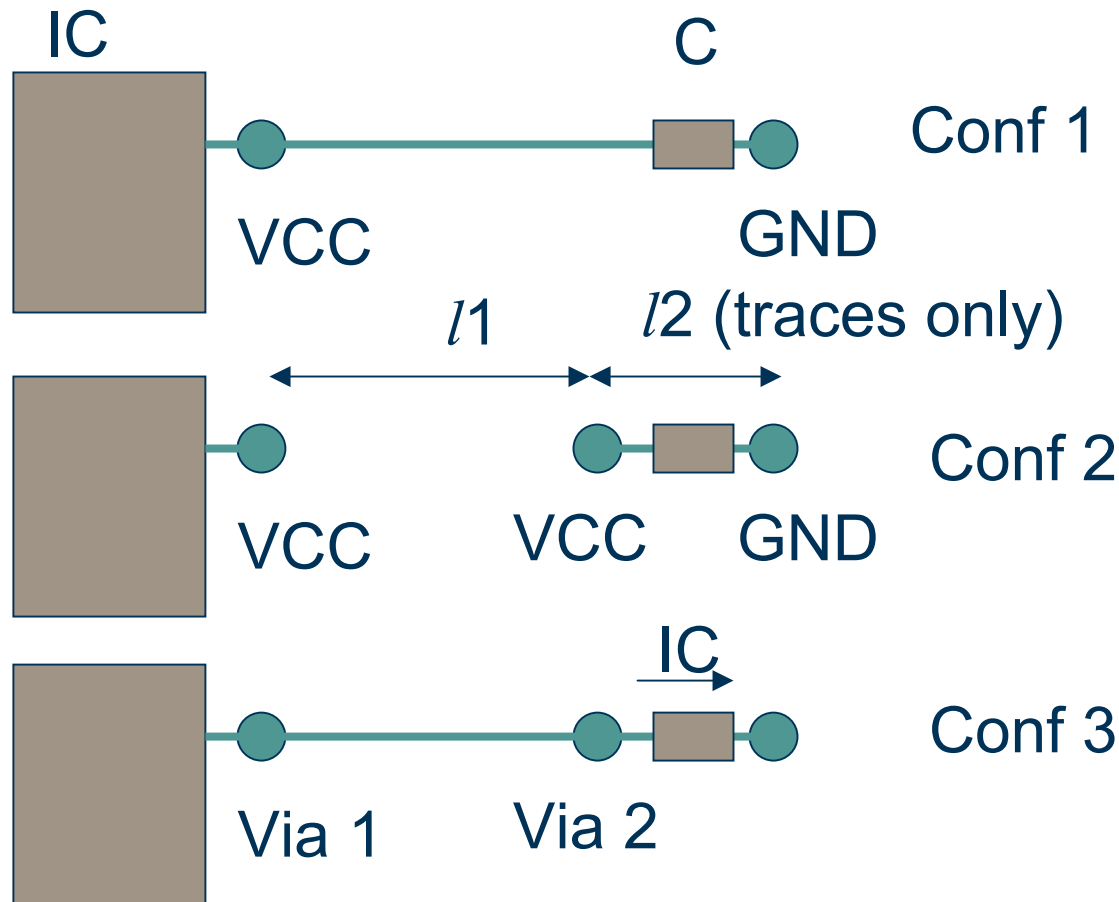 IC
C
Conf 1
VCC
GND
l1
l2 (traces only)
Conf 2
VCC
VCC
GND
IC
Conf 3
Via 1
Via 2